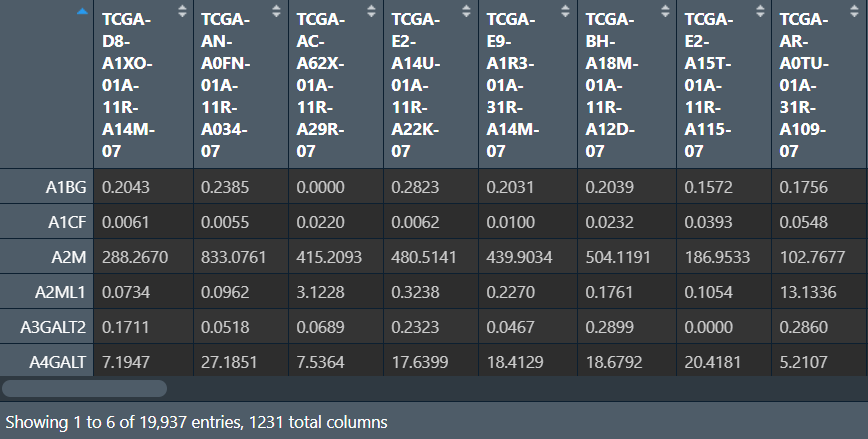 TCGA-
D8-
A1XO-
01A-
11R-
A14M-
07
TCGA-
AN-
A0FN-
01A-
11R-
A034-
07
TCGA-
AC-
A62X-
01A-
11R-
A29R-
07
TCGA-
E2-
A14U-
01A-
11R-
A22K-
07
TCGA-
E9-
A1R3-
01A-
31R-
A14M-
07
TCGA-
BH-
A18M-
01A-
11R-
A12D-
07
TCGA-
E2-
A15T-
01A-
11R-
A115-
07
TCGA-
AR-
A0TU-
01A-
31R-
A109-
07
A1BG 0.2043 0.2385 0.0000 0.2823 0.2031 0.2039 0.1572 0.1756
A1CF 0.0061 0.0055 0.0220 0.0062 0.0100 0.0232 0.0393 0.0548
A2M 288.2670 833.0761 415.2093 480.5141 439.9034 504.1191 186.9533 102.7677
A2ML1 0.0734 0.0962 3.1228 0.3238 0.2270 0.1761 0.1054 13.1336
A3GALT2 0.1711 0.0518 0.0689 0.2323 0.0467 0.2899 0.0000 0.2860
A4GALT 7.1947 27.1851 7.5364 17.6399 18.4129 18.6792 20.4181 5.2107
Showing 1 to 6 of 19,937 entries, 1231 total columns